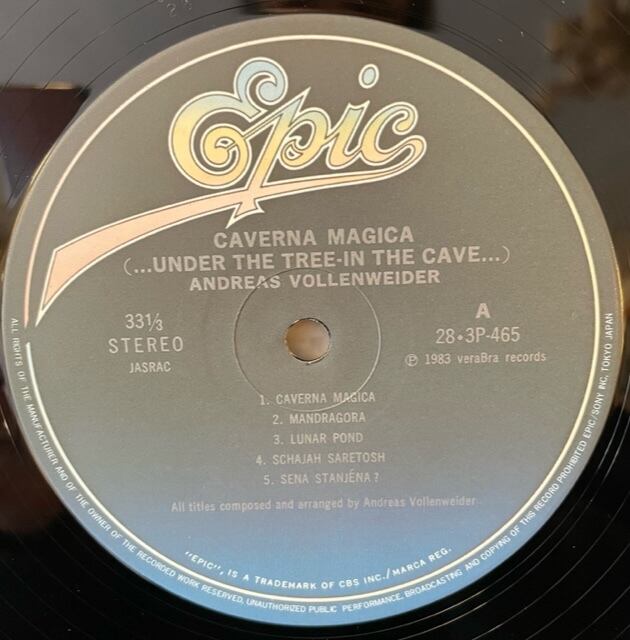 Epic
CAVERNA MAGICA
(...UNDER THE TREE-IN THE CAVE...)
ANDREAS VOLLENWEIDER
33⅓
STEREO
JASRAC
A
28•3P-465
Ⓟ 1983 veraBra records
1. CAVERNA MAGICA
2. MANDRAGORA
3. LUNAR POND
4. SCHAJAH SARETOSH
5. SENA STANJÉNA?
All titles composed and arranged by Andreas Vollenweider
"EPIC", IS A TRADEMARK OF CBS INC./MARCA REG.
ALL RIGHTS OF THE MANUFACTURER AND OF THE OWNER OF THE RECORDED WORK RESERVED, UNAUTHORIZED PUBLIC PERFORMANCE, BROADCASTING AND COPYING OF THIS RECORD PROHIBITED EPIC/SONY INC. TOKYO JAPAN